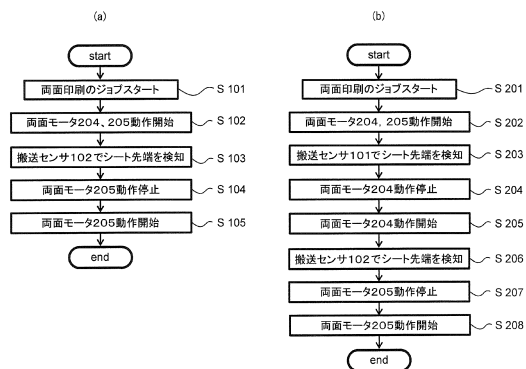 (a)
start
両面印刷のジョブスタート
S 101
両面モータ204、205動作開始
S 102
搬送センサ102でシート先端を検知
S 103
両面モータ205動作停止
S 104
両面モータ205動作開始
S 105
end
(b)
start
両面印刷のジョブスタート
S 201
両面モータ204, 205動作開始
S 202
搬送センサ101でシート先端を検知
S 203
両面モータ204動作停止
S 204
両面モータ204動作開始
S 205
搬送センサ102でシート先端を検知
S 206
両面モータ205動作停止
S 207
両面モータ205動作開始
S 208
end